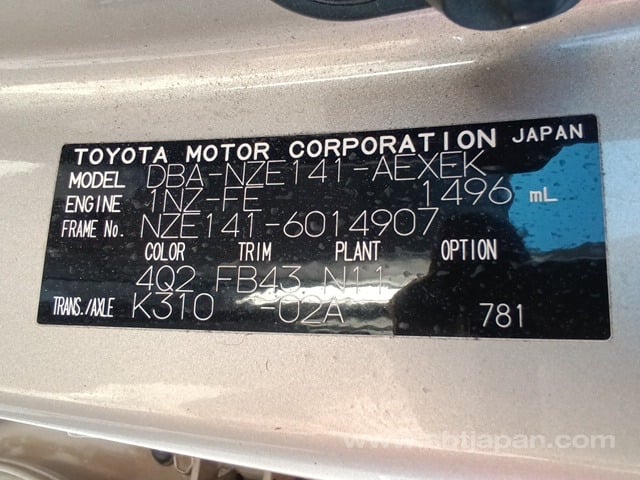 TOYOTA MOTOR CORPORATION JAPAN
MODEL DBA-NZE141-AEXEK
ENGINE 1NZ-FE 1496 mL
FRAME No. NZE141-6014907
COLOR TRIM PLANT OPTION
4Q2 FB43 N11
TRANS./AXLE K310 -02A 781
www.sbtjapan.com